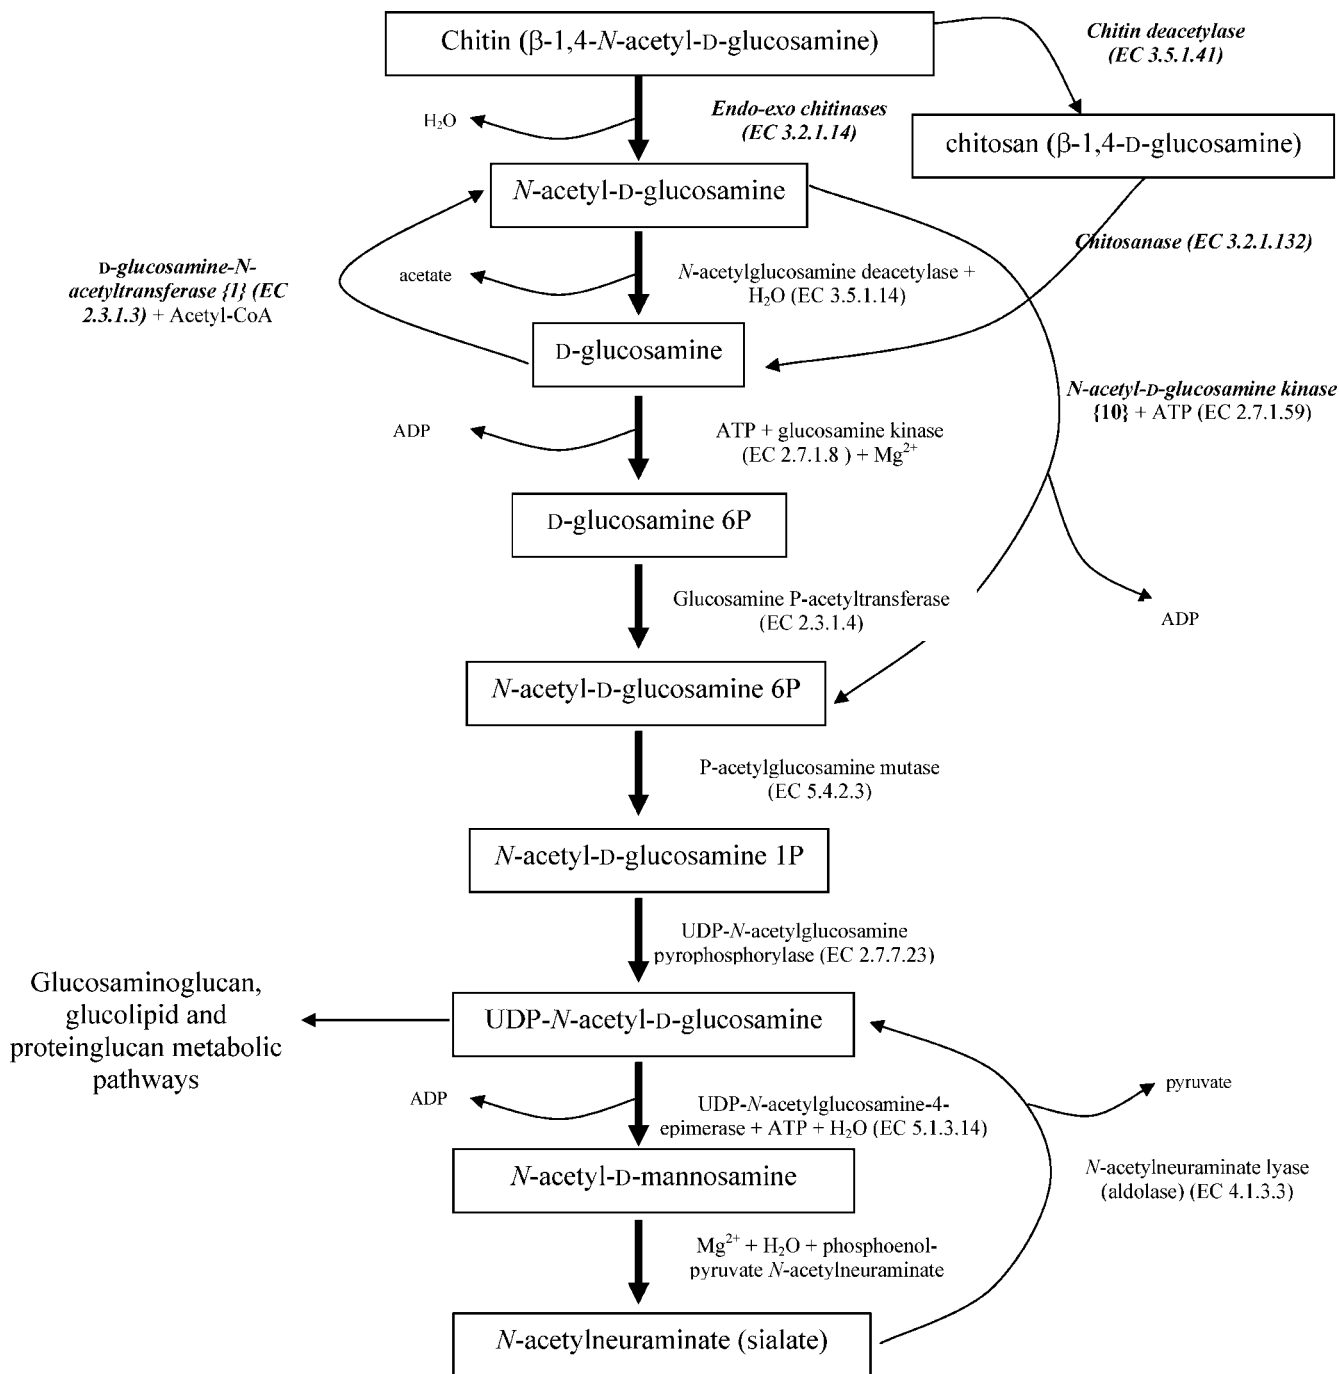 Chitin (β-1,4-N-acetyl-D-glucosamine)
Chitin deacetylase
(EC 3.5.1.41)
H₂O
Endo-exo chitinases
(EC 3.2.1.14)
chitosan (β-1,4-D-glucosamine)
N-acetyl-D-glucosamine
Chitosanase (EC 3.2.1.132)
D-glucosamine-N-
acetyltransferase {1} (EC
2.3.1.3) + Acetyl-CoA
acetate
N-acetylglucosamine deacetylase +
H₂O (EC 3.5.1.14)
D-glucosamine
N-acetyl-D-glucosamine kinase
{10} + ATP (EC 2.7.1.59)
ADP
ATP + glucosamine kinase
(EC 2.7.1.8 ) + Mg²⁺
D-glucosamine 6P
Glucosamine P-acetyltransferase
(EC 2.3.1.4)
ADP
N-acetyl-D-glucosamine 6P
P-acetylglucosamine mutase
(EC 5.4.2.3)
N-acetyl-D-glucosamine 1P
UDP-N-acetylglucosamine
pyrophosphorylase (EC 2.7.7.23)
Glucosaminoglucan,
glucolipid and
proteinglucan metabolic
pathways
UDP-N-acetyl-D-glucosamine
ADP
UDP-N-acetylglucosamine-4-
epimerase + ATP + H₂O (EC 5.1.3.14)
pyruvate
N-acetyl-D-mannosamine
N-acetylneuraminate lyase
(aldolase) (EC 4.1.3.3)
Mg²⁺ + H₂O + phosphoenol-
pyruvate N-acetylneuraminate
N-acetylneuraminate (sialate)